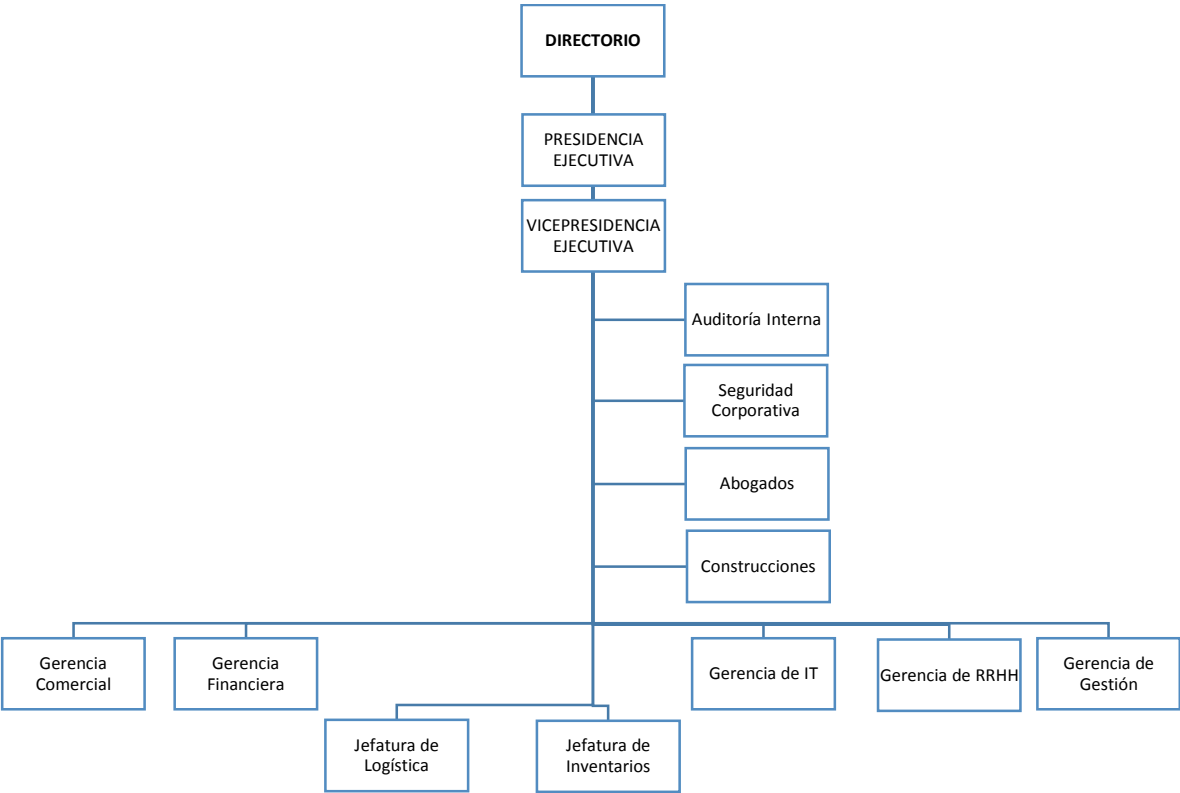 DIRECTORIO
PRESIDENCIA
EJECUTIVA
VICEPRESIDENCIA
EJECUTIVA
Auditoría Interna
Seguridad
Corporativa
Abogados
Construcciones
Gerencia
Comercial
Gerencia
Financiera
Gerencia de IT
Gerencia de RRHH
Gerencia de
Gestión
Jefatura de
Logística
Jefatura de
Inventarios